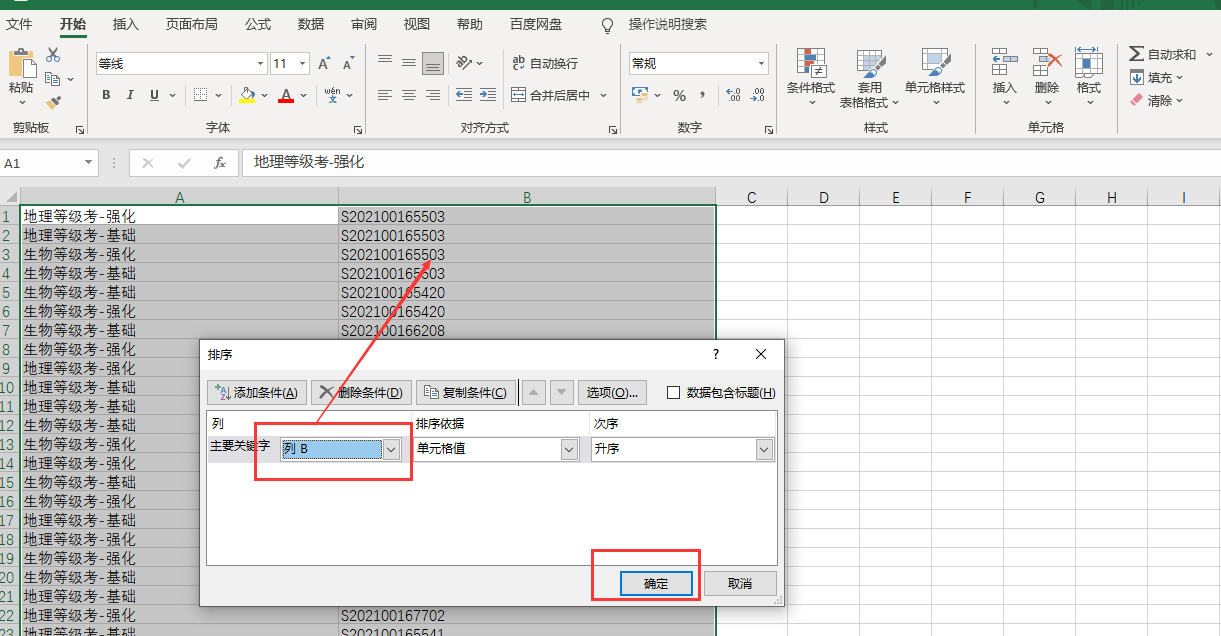 文件 开始 插入 页面布局 公式 数据 审阅 视图 帮助 百度网盘 操作说明搜索
粘贴
剪贴板
等线 11 A A
B I U A wén 文
字体
ab 自动换行
合并后居中
对齐方式
常规
% , .00 .00
数字
条件格式
套用
表格格式
单元格样式
样式
插入 删除 格式
单元格
Σ 自动求和
填充
清除
A1 fx 地理等级考-强化
A B C D E F G H I
1 地理等级考-强化 S202100165503
2 地理等级考-基础 S202100165503
3 生物等级考-强化 S202100165503
4 生物等级考-基础 S202100165503
5 生物等级考-基础 S202100165420
6 生物等级考-强化 S202100165420
7 生物等级考-基础 S202100166208
8 生物等级考-强化
9 地理等级考-强化
10 地理等级考-基础
11 地理等级考-基础
12 生物等级考-基础
13 生物等级考-强化
14 地理等级考-强化
15 生物等级考-基础
16 生物等级考-强化
17 地理等级考-基础
18 地理等级考-强化
19 生物等级考-强化
20 生物等级考-基础
21 地理等级考-基础
22 地理等级考-强化 S202100167702
23 地理等级考-基础 S202100165541
排序 ?
添加条件(A) 删除条件(D) 复制条件(C) 选项(O)... 数据包含标题(H)
列 排序依据 次序
主要关键字 列 B 单元格值 升序
确定 取消